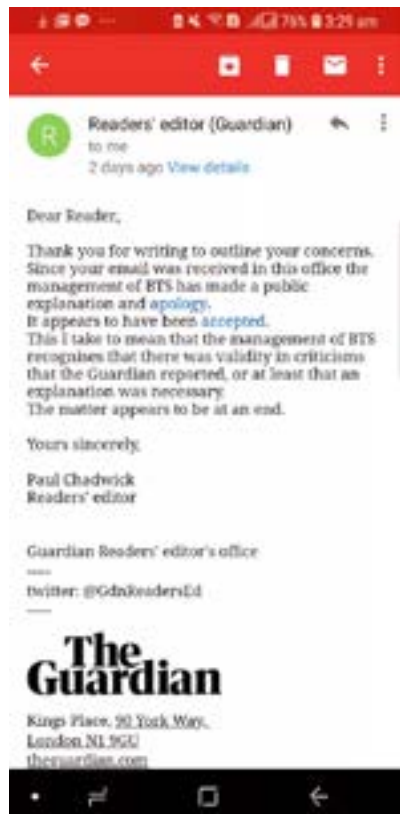 76% 3:29 am
R
Readers' editor (Guardian)
to me
2 days ago View details
Dear Reader,
Thank you for writing to outline your concerns.
Since your email was received in this office the
management of BTS has made a public
explanation and apology.
It appears to have been accepted.
This I take to mean that the management of BTS
recognises that there was validity in criticisms
that the Guardian reported, or at least that an
explanation was necessary.
The matter appears to be at an end.
Yours sincerely,
Paul Chadwick
Readers' editor
Guardian Readers' editor's office
----
twitter: @GdnReadersEd
----
The
Guardian
Kings Place, 90 York Way,
London N1 9GU
theguardian.com